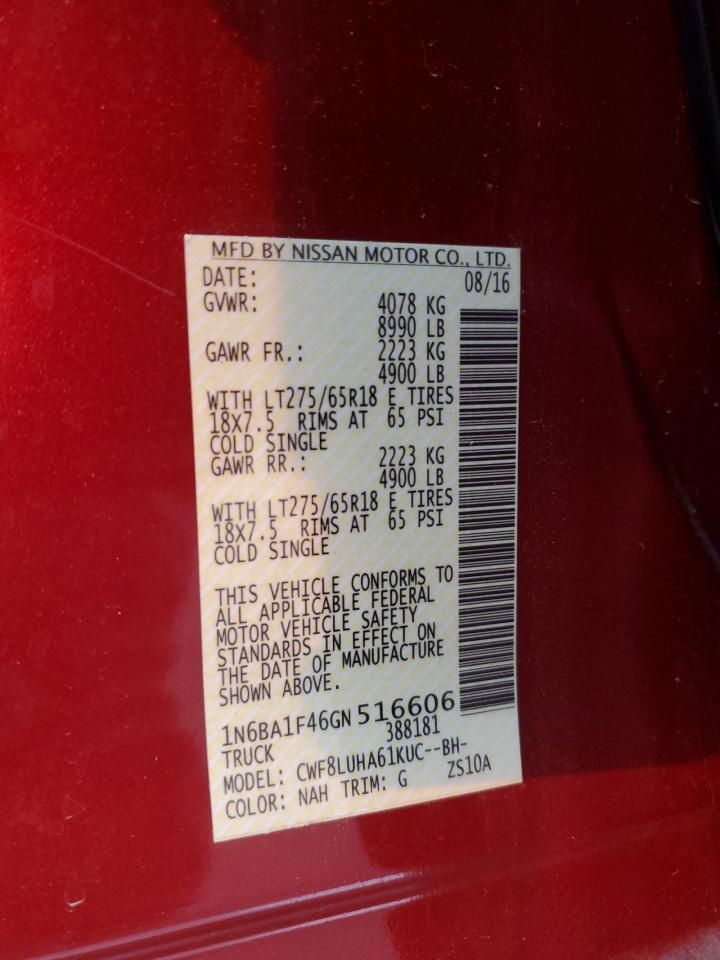 MFD BY NISSAN MOTOR CO., LTD.
DATE: 08/16
GVWR: 4078 KG
8990 LB
GAWR FR.: 2223 KG
4900 LB
WITH LT275/65R18 E TIRES
18X7.5 RIMS AT 65 PSI
COLD SINGLE
GAWR RR.: 2223 KG
4900 LB
WITH LT275/65R18 E TIRES
18X7.5 RIMS AT 65 PSI
COLD SINGLE
THIS VEHICLE CONFORMS TO
ALL APPLICABLE FEDERAL
MOTOR VEHICLE SAFETY
STANDARDS IN EFFECT ON
THE DATE OF MANUFACTURE
SHOWN ABOVE.
1N6BA1F46GN516606
TRUCK 388181
MODEL: CWF8LUHA61KUC--BH-
COLOR: NAH TRIM: G ZS10A